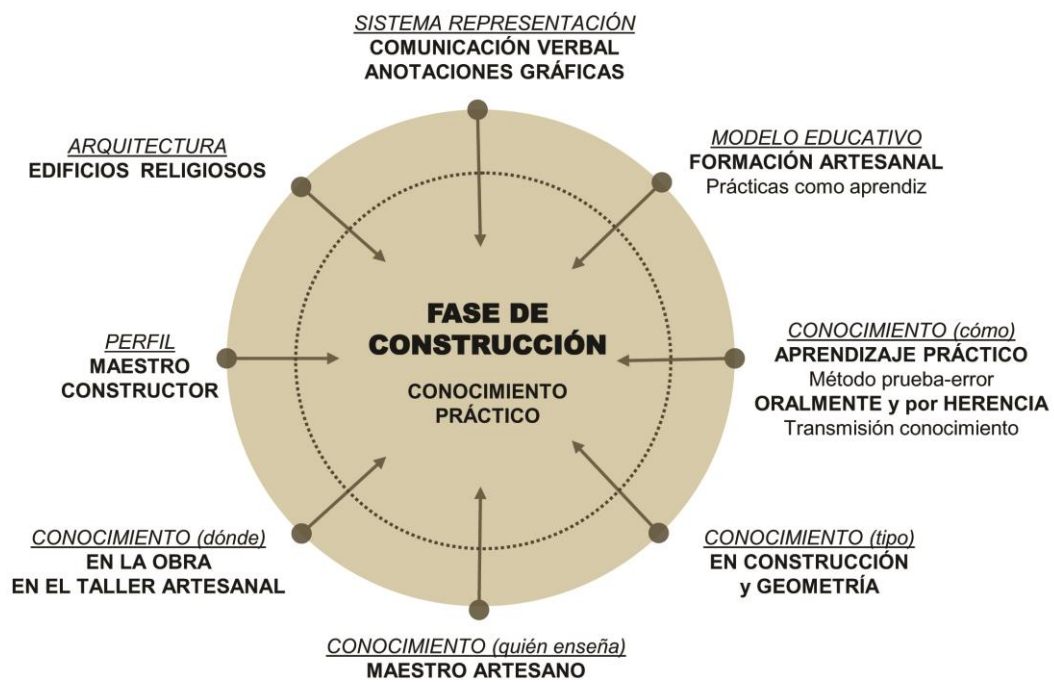 SISTEMA REPRESENTACIÓN
COMUNICACIÓN VERBAL
ANOTACIONES GRÁFICAS
ARQUITECTURA
EDIFICIOS RELIGIOSOS
MODELO EDUCATIVO
FORMACIÓN ARTESANAL
Prácticas como aprendiz
PERFIL
MAESTRO
CONSTRUCTOR
FASE DE
CONSTRUCCIÓN
CONOCIMIENTO
PRÁCTICO
CONOCIMIENTO (cómo)
APRENDIZAJE PRÁCTICO
Método prueba-error
ORALMENTE y por HERENCIA
Transmisión conocimiento
CONOCIMIENTO (dónde)
EN LA OBRA
EN EL TALLER ARTESANAL
CONOCIMIENTO (tipo)
EN CONSTRUCCIÓN
y GEOMETRÍA
CONOCIMIENTO (quién enseña)
MAESTRO ARTESANO